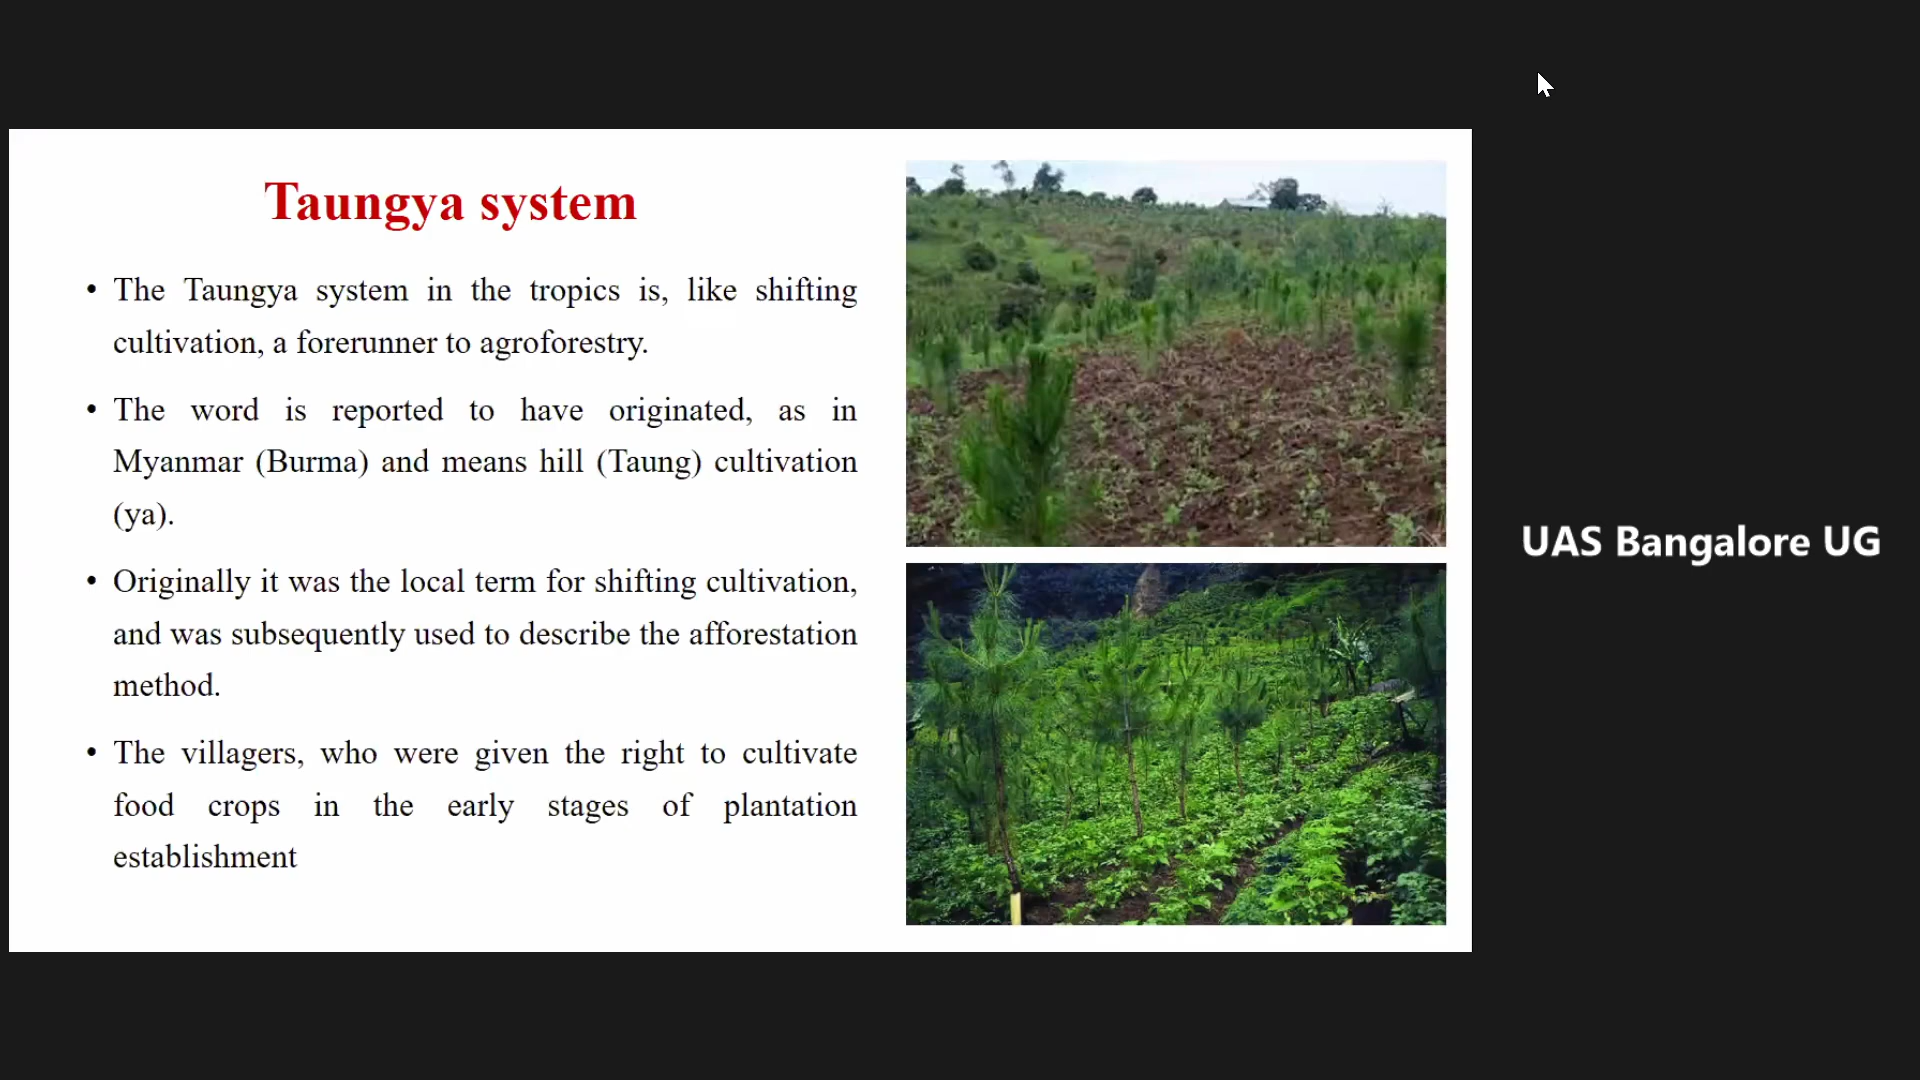 Taungya system
• The Taungya system in the tropics is, like shifting
cultivation, a forerunner to agroforestry.
• The word is reported to have originated, as in
Myanmar (Burma) and means hill (Taung) cultivation
(ya).
• Originally it was the local term for shifting cultivation,
and was subsequently used to describe the afforestation
method.
• The villagers, who were given the right to cultivate
food crops in the early stages of plantation
establishment
UAS Bangalore UG